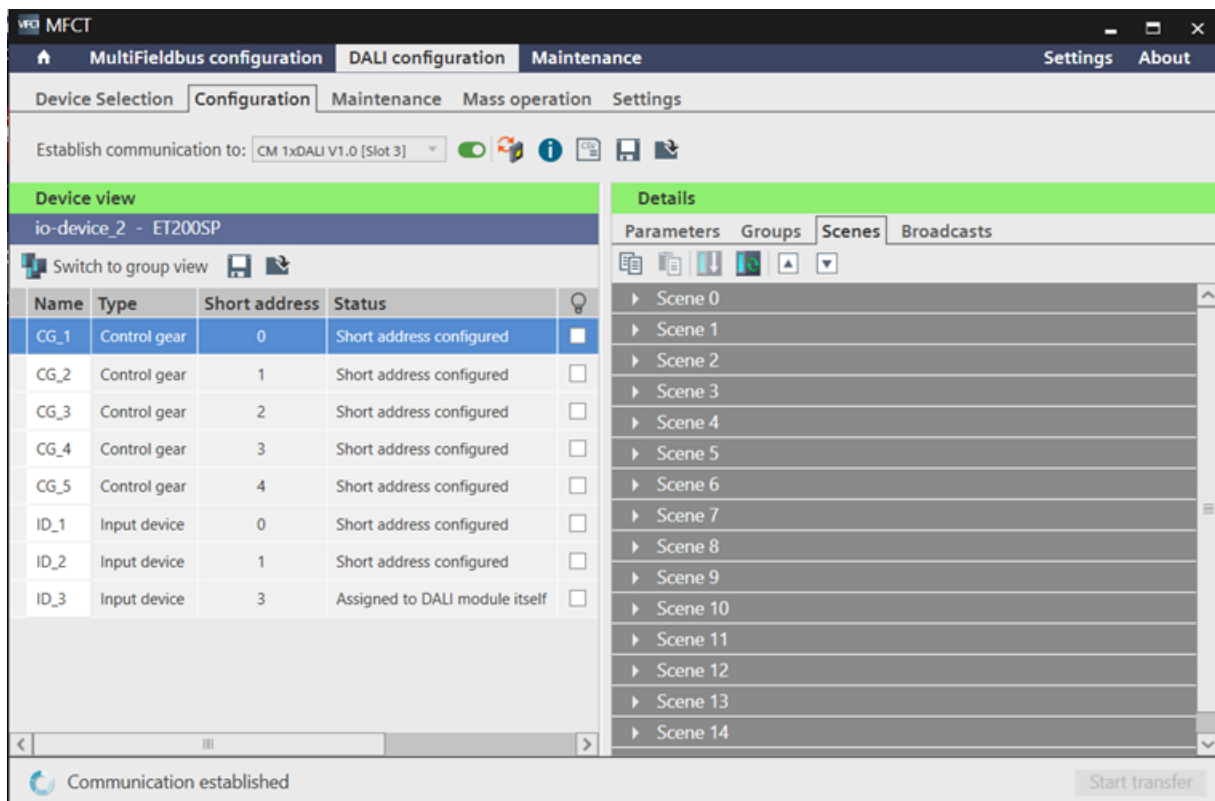 MFCT
MultiFieldbus configuration DALI configuration Maintenance Settings About
Device Selection Configuration Maintenance Mass operation Settings
Establish communication to: CM 1xDALI V1.0 [Slot 3]
CSV
Device view
io-device_2 - ET200SP
Switch to group view
Name Type Short address Status
CG_1 Control gear 0 Short address configured
CG_2 Control gear 1 Short address configured
CG_3 Control gear 2 Short address configured
CG_4 Control gear 3 Short address configured
CG_5 Control gear 4 Short address configured
ID_1 Input device 0 Short address configured
ID_2 Input device 1 Short address configured
ID_3 Input device 3 Assigned to DALI module itself
Details
Parameters Groups Scenes Broadcasts
Scene 0
Scene 1
Scene 2
Scene 3
Scene 4
Scene 5
Scene 6
Scene 7
Scene 8
Scene 9
Scene 10
Scene 11
Scene 12
Scene 13
Scene 14
Communication established
Start transfer